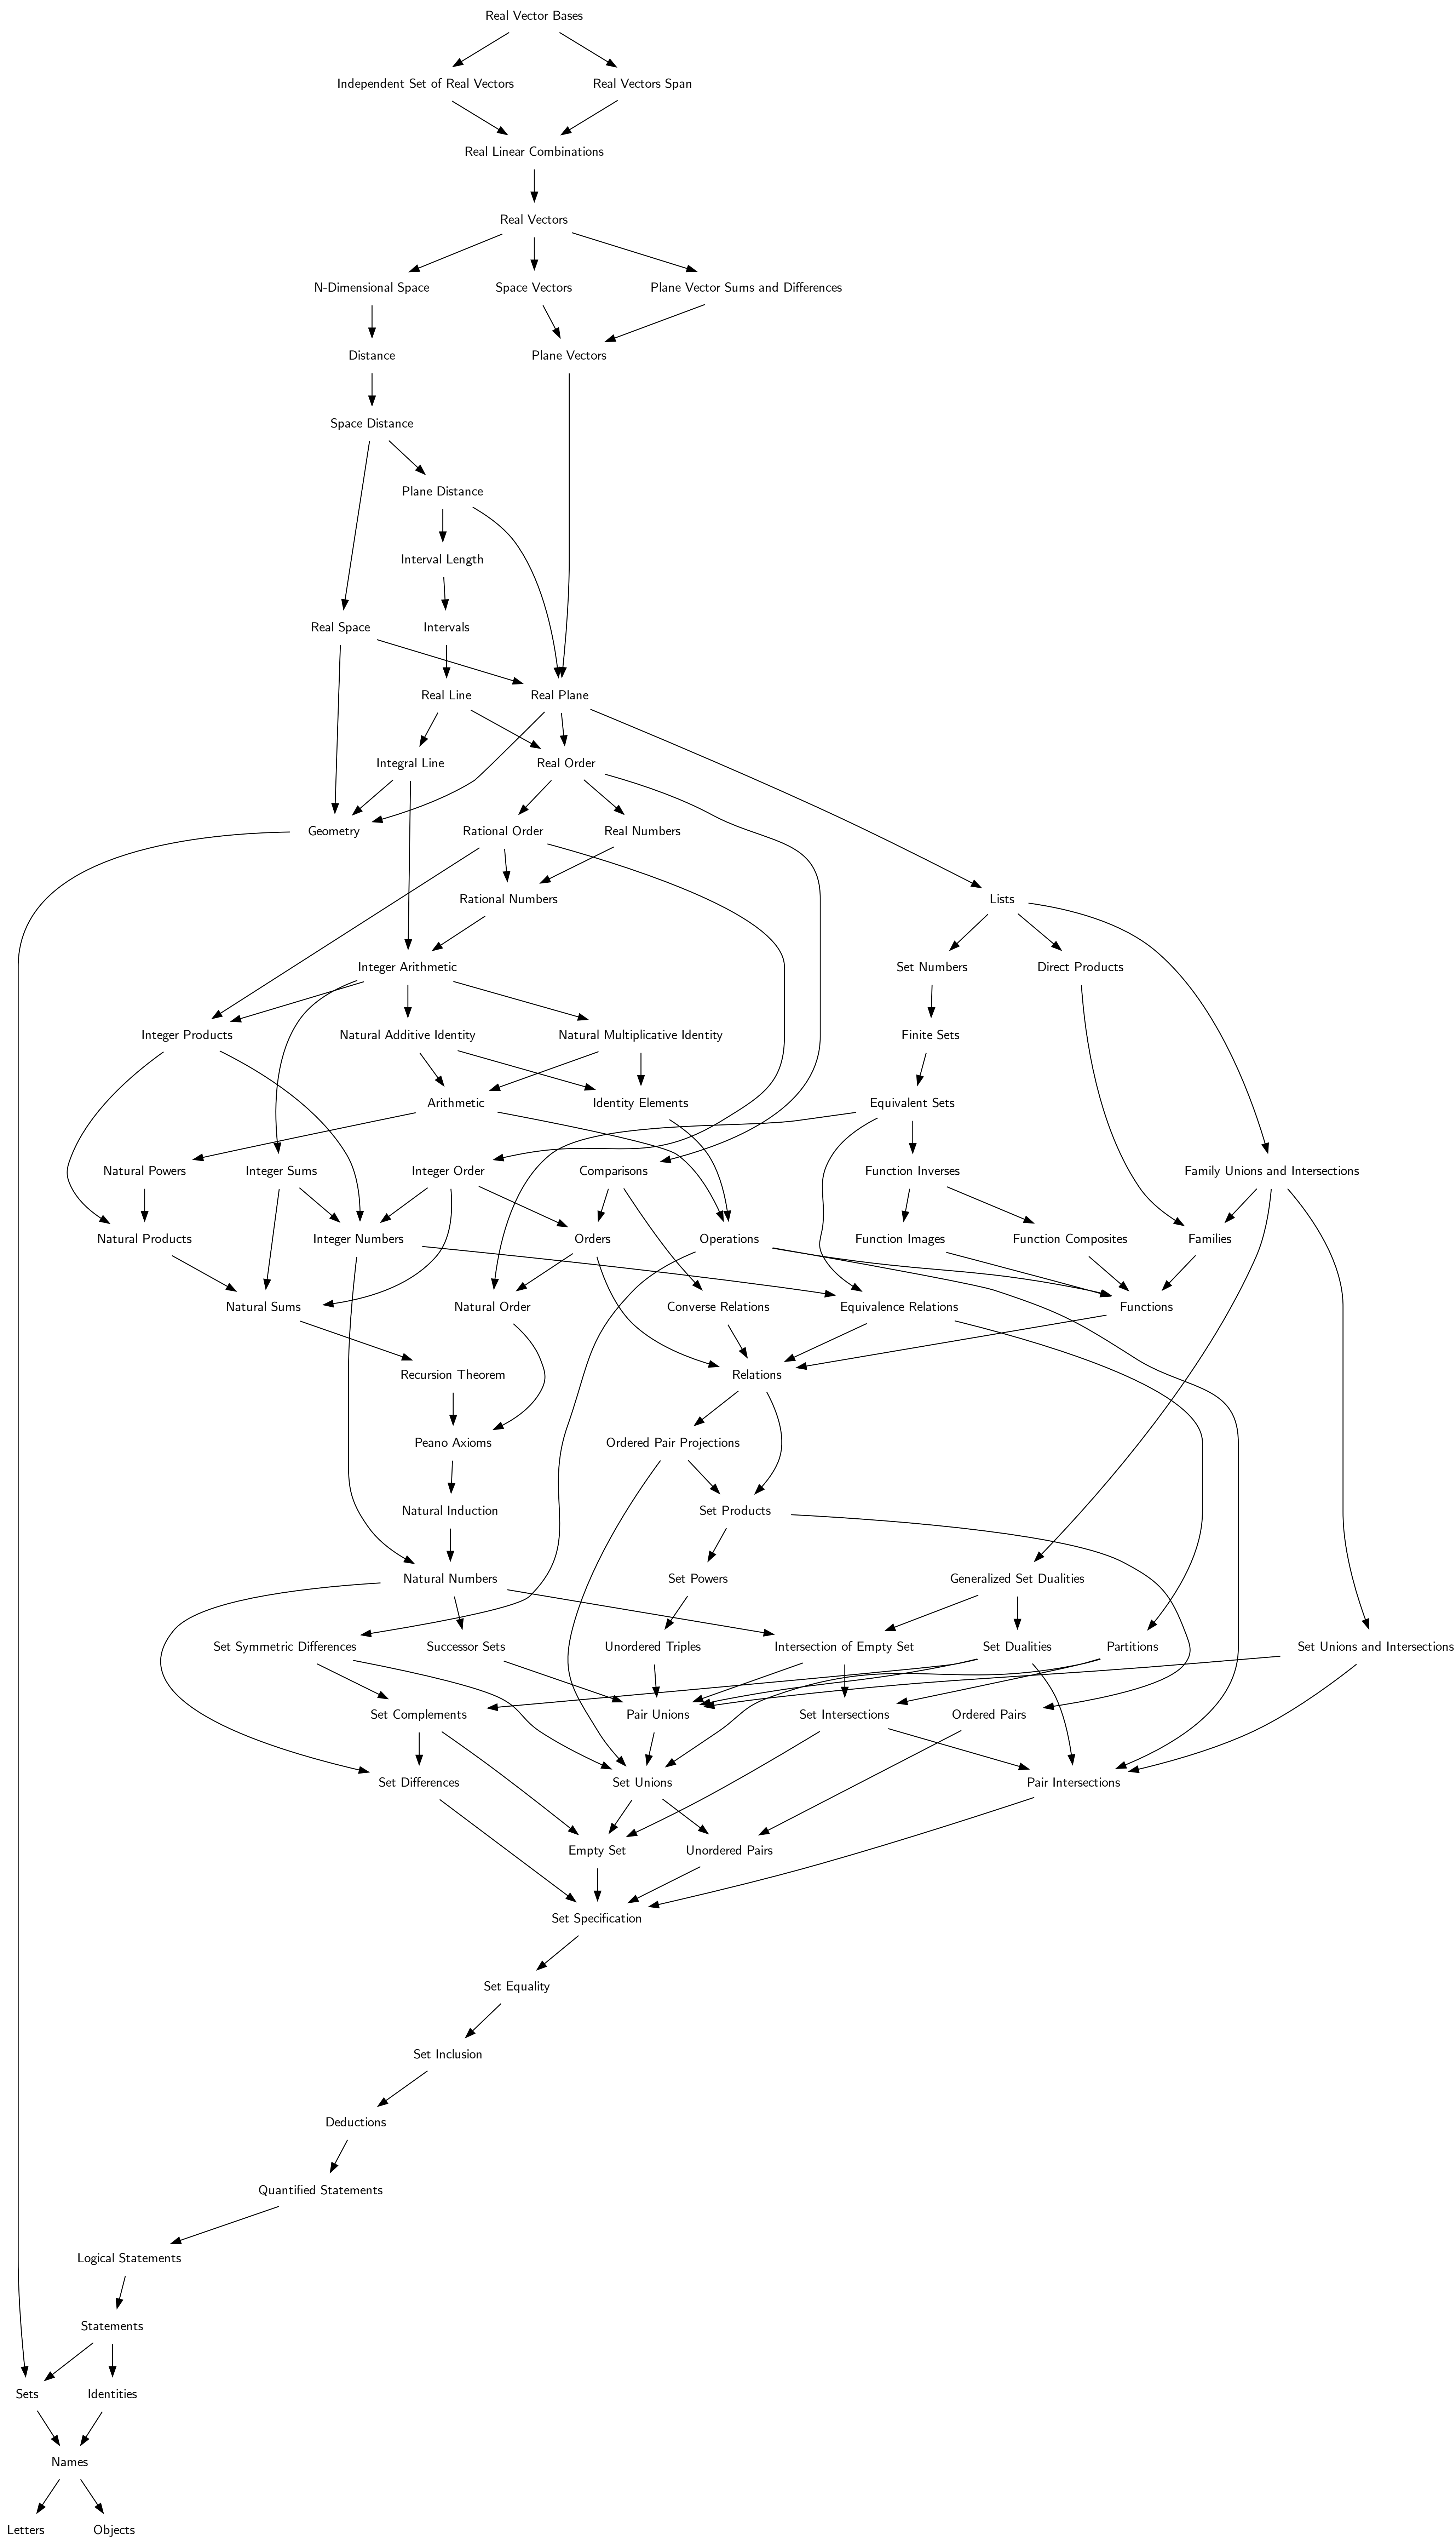 Real Vector Bases
Independent Set of Real Vectors
Real Vectors Span
Real Linear Combinations
Real Vectors
N-Dimensional Space
Space Vectors
Plane Vector Sums and Differences
Distance
Plane Vectors
Space Distance
Plane Distance
Interval Length
Real Space
Intervals
Real Line
Real Plane
Integral Line
Real Order
Geometry
Rational Order
Real Numbers
Rational Numbers
Lists
Integer Arithmetic
Set Numbers
Direct Products
Integer Products
Natural Additive Identity
Natural Multiplicative Identity
Finite Sets
Arithmetic
Identity Elements
Equivalent Sets
Natural Powers
Integer Sums
Integer Order
Comparisons
Function Inverses
Family Unions and Intersections
Natural Products
Integer Numbers
Orders
Operations
Function Images
Function Composites
Families
Natural Sums
Natural Order
Converse Relations
Equivalence Relations
Functions
Recursion Theorem
Relations
Peano Axioms
Ordered Pair Projections
Natural Induction
Set Products
Natural Numbers
Set Powers
Generalized Set Dualities
Set Symmetric Differences
Successor Sets
Unordered Triples
Intersection of Empty Set
Set Dualities
Partitions
Set Unions and Intersections
Set Complements
Pair Unions
Set Intersections
Ordered Pairs
Set Differences
Set Unions
Pair Intersections
Empty Set
Unordered Pairs
Set Specification
Set Equality
Set Inclusion
Deductions
Quantified Statements
Logical Statements
Statements
Sets
Identities
Names
Letters
Objects